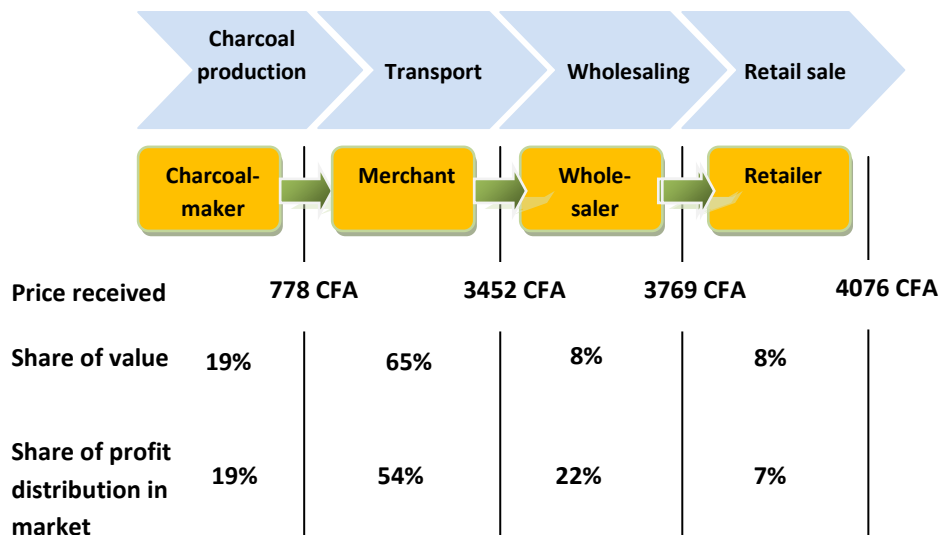 Charcoal
production
Transport
Wholesaling
Retail sale
Charcoal-
maker
Merchant
Whole-
saler
Retailer
Price received
778 CFA
3452 CFA
3769 CFA
4076 CFA
Share of value
19%
65%
8%
8%
Share of profit
distribution in
market
19%
54%
22%
7%